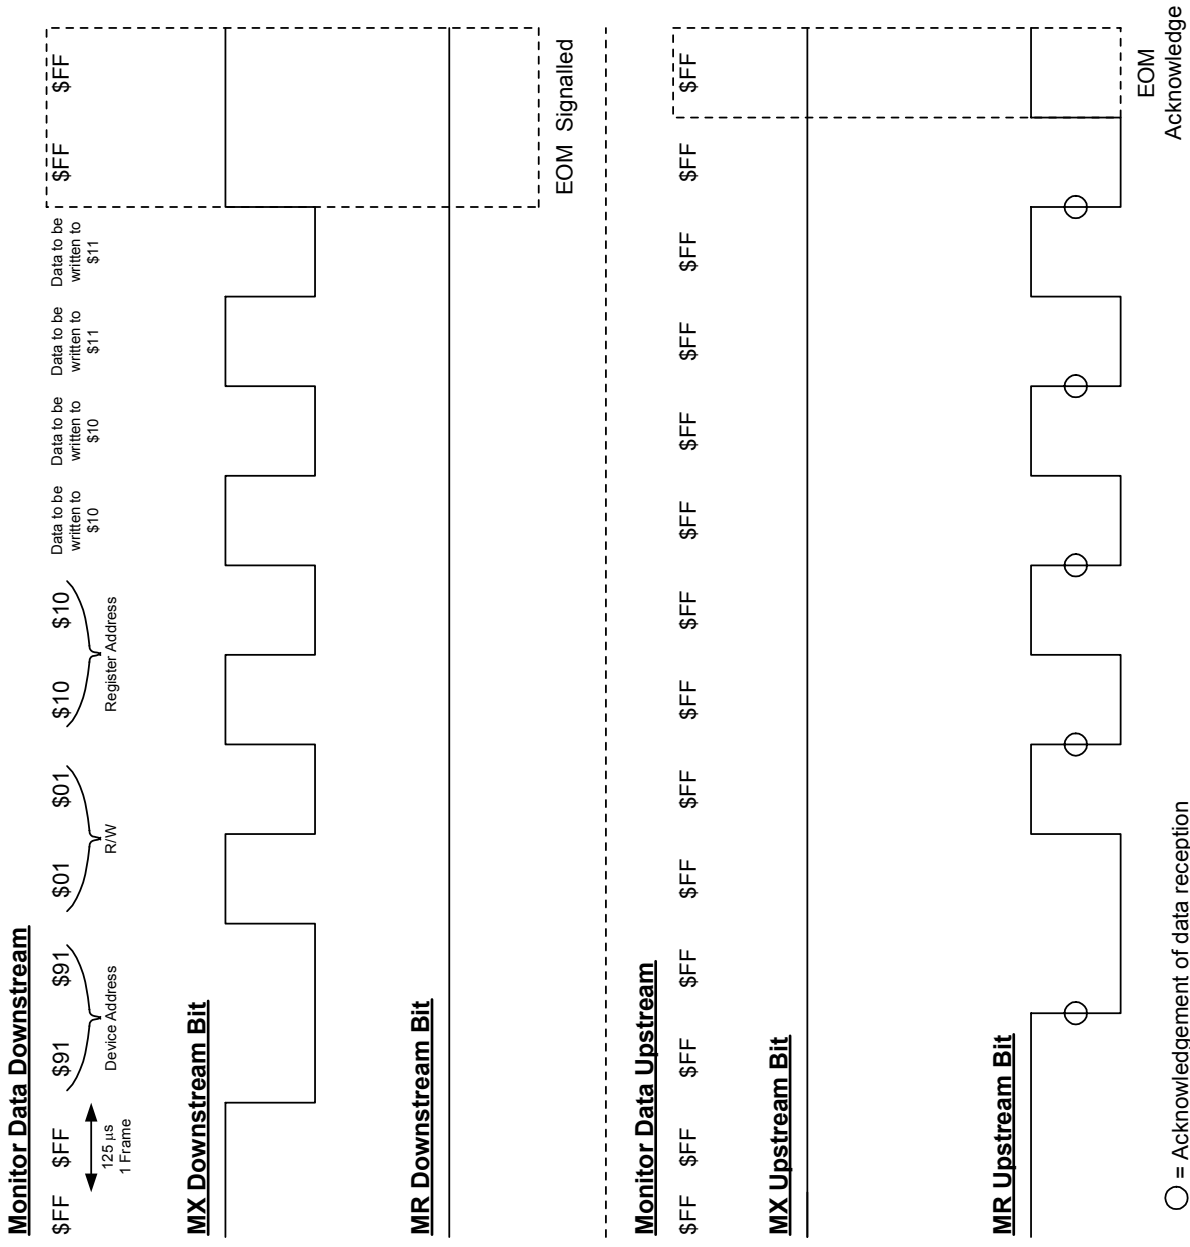 Monitor Data Downstream
$FF $FF $91 $91 $01 $01 $10 $10 Data to be written to $10 Data to be written to $10 Data to be written to $11 Data to be written to $11 $FF $FF
125 µs
1 Frame
Device Address
R/W
Register Address
MX Downstream Bit
MR Downstream Bit
EOM Signalled
Monitor Data Upstream
$FF $FF $FF $FF $FF $FF $FF $FF $FF $FF $FF $FF $FF $FF
MX Upstream Bit
MR Upstream Bit
EOM
Acknowledge
= Acknowledgement of data reception